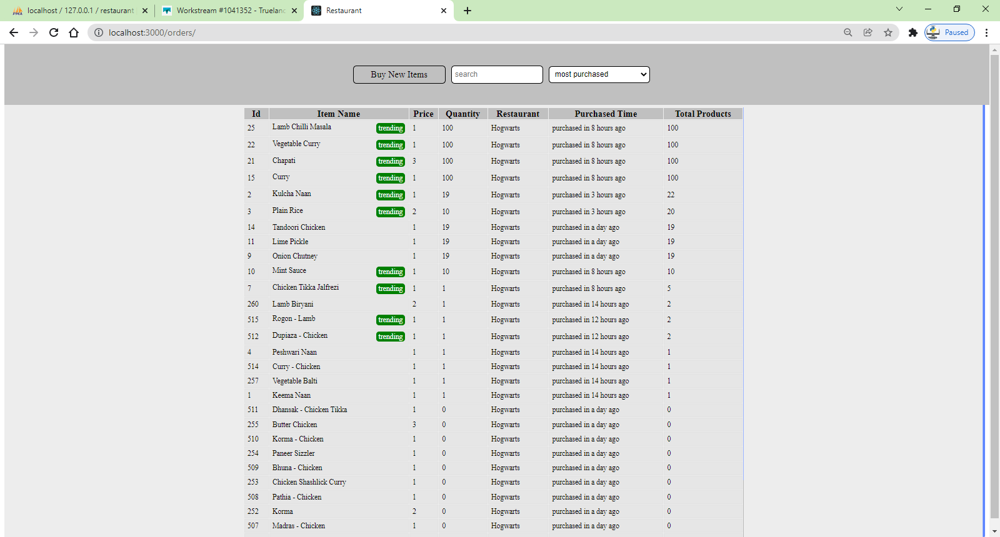 localhost / 127.0.0.1 / restaurant
Workstream #1041352 - Truelanc
Restaurant
localhost:3000/orders/
Paused
Buy New Items
search
most purchased
Id Item Name Price Quantity Restaurant Purchased Time Total Products
25 Lamb Chilli Masala trending 1 100 Hogwarts purchased in 8 hours ago 100
22 Vegetable Curry trending 1 100 Hogwarts purchased in 8 hours ago 100
21 Chapati trending 3 100 Hogwarts purchased in 8 hours ago 100
15 Curry trending 1 100 Hogwarts purchased in 8 hours ago 100
2 Kulcha Naan trending 1 19 Hogwarts purchased in 3 hours ago 22
3 Plain Rice trending 2 10 Hogwarts purchased in 3 hours ago 20
14 Tandoori Chicken 1 19 Hogwarts purchased in a day ago 19
11 Lime Pickle 1 19 Hogwarts purchased in a day ago 19
9 Onion Chutney 1 19 Hogwarts purchased in a day ago 19
10 Mint Sauce trending 1 10 Hogwarts purchased in 8 hours ago 10
7 Chicken Tikka Jalfrezi trending 1 1 Hogwarts purchased in 8 hours ago 5
260 Lamb Biryani 2 1 Hogwarts purchased in 14 hours ago 2
515 Rogon - Lamb trending 1 1 Hogwarts purchased in 12 hours ago 2
512 Dupiaza - Chicken trending 1 1 Hogwarts purchased in 12 hours ago 2
4 Peshwari Naan 1 1 Hogwarts purchased in 14 hours ago 1
514 Curry - Chicken 1 1 Hogwarts purchased in 14 hours ago 1
257 Vegetable Balti 1 1 Hogwarts purchased in 14 hours ago 1
1 Keema Naan 1 1 Hogwarts purchased in 14 hours ago 1
511 Dhansak - Chicken Tikka 1 0 Hogwarts purchased in a day ago 0
255 Butter Chicken 3 0 Hogwarts purchased in a day ago 0
510 Korma - Chicken 1 0 Hogwarts purchased in a day ago 0
254 Paneer Sizzler 1 0 Hogwarts purchased in a day ago 0
509 Bhuna - Chicken 1 0 Hogwarts purchased in a day ago 0
253 Chicken Shashlick Curry 1 0 Hogwarts purchased in a day ago 0
508 Pathia - Chicken 1 0 Hogwarts purchased in a day ago 0
252 Korma 2 0 Hogwarts purchased in a day ago 0
507 Madras - Chicken 1 0 Hogwarts purchased in a day ago 0